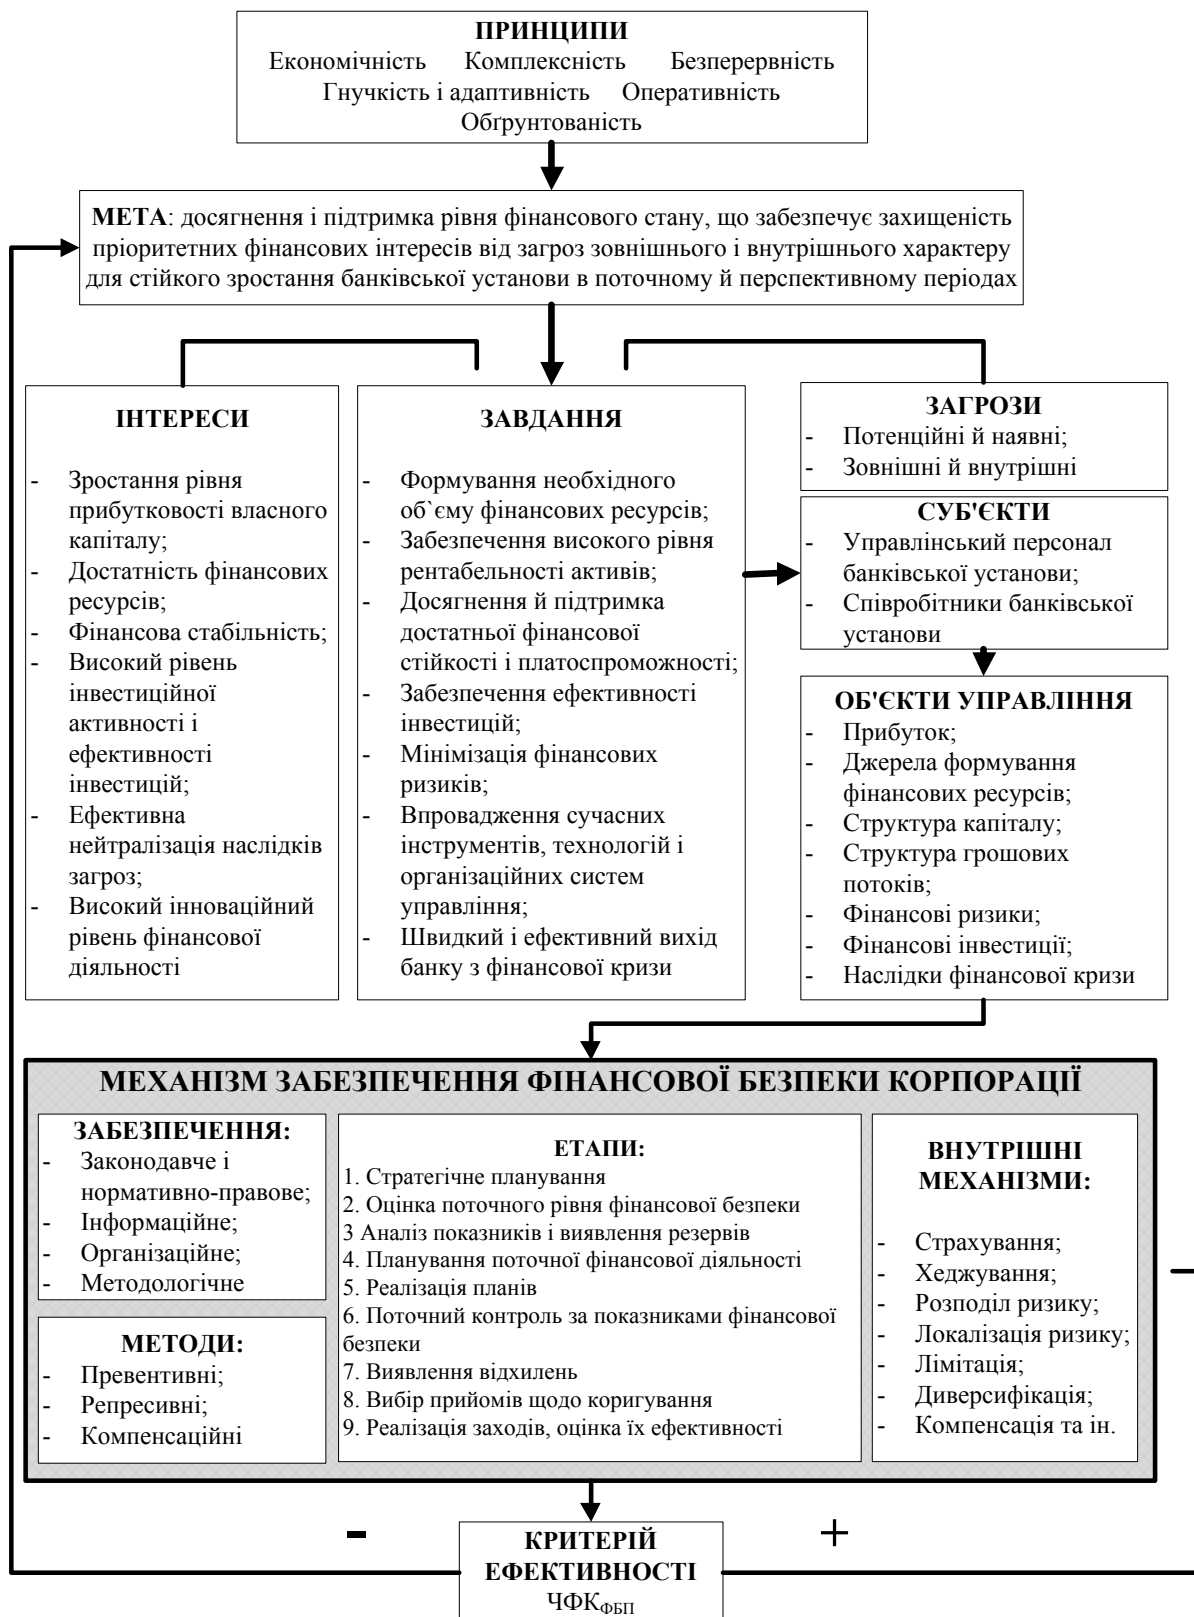 ПРИНЦИПИ
Економічність Комплексність Безперервність
Гнучкість і адаптивність Оперативність
Обґрунтованість
МЕТА: досягнення і підтримка рівня фінансового стану, що забезпечує захищеність
пріоритетних фінансових інтересів від загроз зовнішнього і внутрішнього характеру
для стійкого зростання банківської установи в поточному й перспективному періодах
ІНТЕРЕСИ
- Зростання рівня
прибутковості власного
капіталу;
- Достатність фінансових
ресурсів;
- Фінансова стабільність;
- Високий рівень
інвестиційної
активності і
ефективності
інвестицій;
- Ефективна
нейтралізація наслідків
загроз;
- Високий інноваційний
рівень фінансової
діяльності
ЗАВДАННЯ
- Формування необхідного
об`єму фінансових ресурсів;
- Забезпечення високого рівня
рентабельності активів;
- Досягнення й підтримка
достатньої фінансової
стійкості і платоспроможності;
- Забезпечення ефективності
інвестицій;
- Мінімізація фінансових
ризиків;
- Впровадження сучасних
інструментів, технологій і
організаційних систем
управління;
- Швидкий і ефективний вихід
банку з фінансової кризи
ЗАГРОЗИ
- Потенційні й наявні;
- Зовнішні й внутрішні
СУБ'ЄКТИ
- Управлінський персонал
банківської установи;
- Співробітники банківської
установи
ОБ'ЄКТИ УПРАВЛІННЯ
- Прибуток;
- Джерела формування
фінансових ресурсів;
- Структура капіталу;
- Структура грошових
потоків;
- Фінансові ризики;
- Фінансові інвестиції;
- Наслідки фінансової кризи
МЕХАНІЗМ ЗАБЕЗПЕЧЕННЯ ФІНАНСОВОЇ БЕЗПЕКИ КОРПОРАЦІЇ
ЗАБЕЗПЕЧЕННЯ:
- Законодавче і
нормативно-правове;
- Інформаційне;
- Організаційне;
- Методологічне
МЕТОДИ:
- Превентивні;
- Репресивні;
- Компенсаційні
ЕТАПИ:
1. Стратегічне планування
2. Оцінка поточного рівня фінансової безпеки
3 Аналіз показників і виявлення резервів
4. Планування поточної фінансової діяльності
5. Реалізація планів
6. Поточний контроль за показниками фінансової
безпеки
7. Виявлення відхилень
8. Вибір прийомів щодо коригування
9. Реалізація заходів, оцінка їх ефективності
ВНУТРІШНІ
МЕХАНІЗМИ:
- Страхування;
- Хеджування;
- Розподіл ризику;
- Локалізація ризику;
- Лімітація;
- Диверсифікація;
- Компенсація та ін.
- +
КРИТЕРІЙ
ЕФЕКТИВНОСТІ
ЧФКФБП